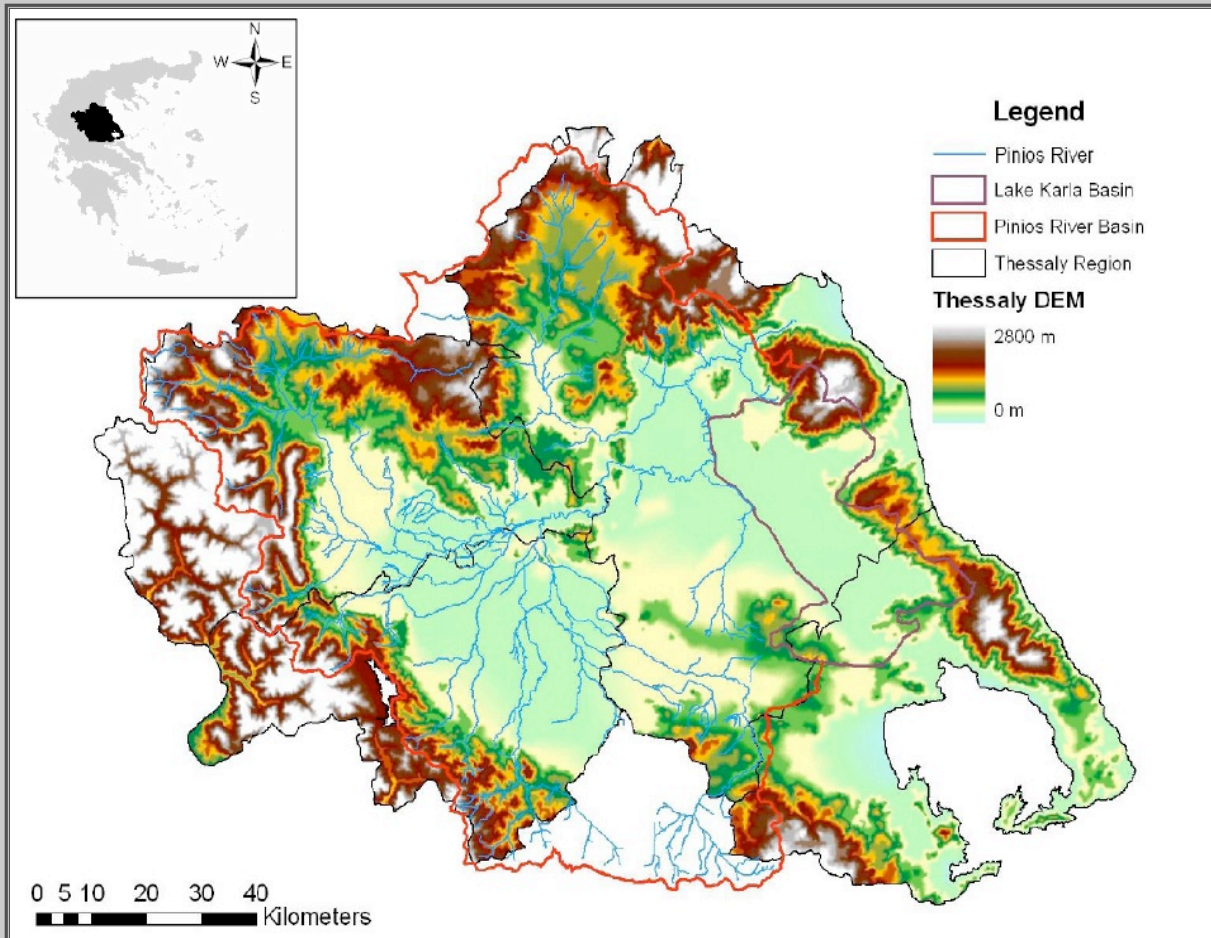 N
W E
S
Legend
Pinios River
Lake Karla Basin
Pinios River Basin
Thessaly Region
Thessaly DEM
2800 m
0 m
0 5 10 20 30 40
Kilometers